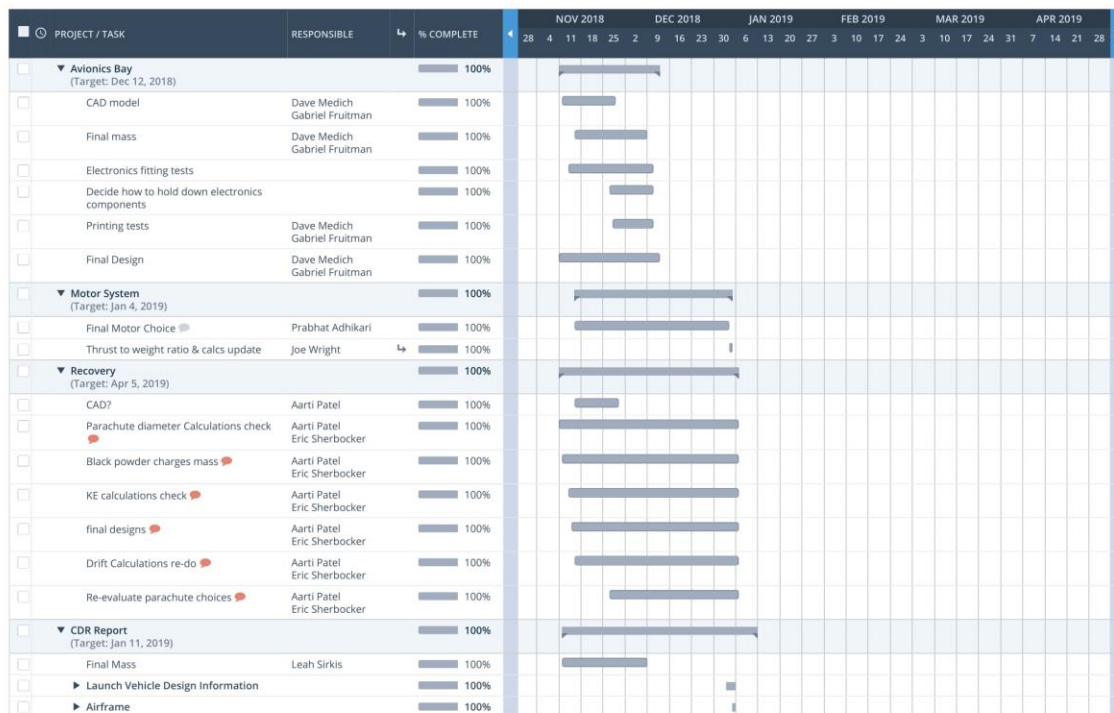 NOV 2018 DEC 2018 JAN 2019 FEB 2019 MAR 2019 APR 2019
PROJECT / TASK RESPONSIBLE % COMPLETE 28 4 11 18 25 2 9 16 23 30 6 13 20 27 3 10 17 24 3 10 17 24 31 7 14 21 28
Avionics Bay 100%
(Target: Dec 12, 2018)
CAD model Dave Medich 100%
Gabriel Fruitman
Final mass Dave Medich 100%
Gabriel Fruitman
Electronics fitting tests 100%
Decide how to hold down electronics 100%
components
Printing tests Dave Medich 100%
Gabriel Fruitman
Final Design Dave Medich 100%
Gabriel Fruitman
Motor System 100%
(Target: Jan 4, 2019)
Final Motor Choice Prabhat Adhikari 100%
Thrust to weight ratio & calcs update Joe Wright 100%
Recovery 100%
(Target: Apr 5, 2019)
CAD? Aarti Patel 100%
Parachute diameter Calculations check Aarti Patel 100%
Eric Sherbocker
Black powder charges mass Aarti Patel 100%
Eric Sherbocker
KE calculations check Aarti Patel 100%
Eric Sherbocker
final designs Aarti Patel 100%
Eric Sherbocker
Drift Calculations re-do Aarti Patel 100%
Eric Sherbocker
Re-evaluate parachute choices Aarti Patel 100%
Eric Sherbocker
CDR Report 100%
(Target: Jan 11, 2019)
Final Mass Leah Sirkis 100%
Launch Vehicle Design Information 100%
Airframe 100%